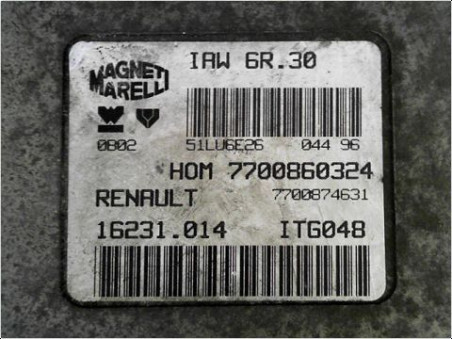 MAGNETI MARELLI
IAW 6R.30
0802 51LU6E26 044 96
HOM 7700860324
RENAULT 7700874631
16231.014 ITG048